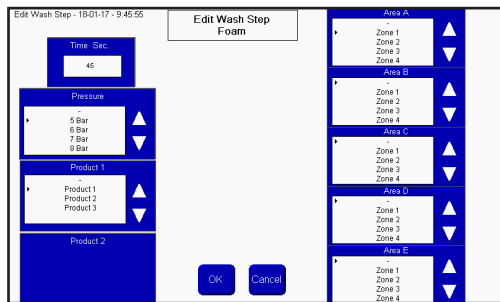 Edit Wash Step - 18-01-17 - 9:45:55
Edit Wash Step
Foam
Time Sec.
45
Pressure
-
5 Bar
6 Bar
7 Bar
8 Bar
Product 1
-
Product 1
Product 2
Product 3
Product 2
OK
Cancel
Area A
-
Zone 1
Zone 2
Zone 3
Zone 4
Area B
-
Zone 1
Zone 2
Zone 3
Zone 4
Area C
-
Zone 1
Zone 2
Zone 3
Zone 4
Area D
-
Zone 1
Zone 2
Zone 3
Zone 4
Area E
-
Zone 1
Zone 2
Zone 3
Zone 4